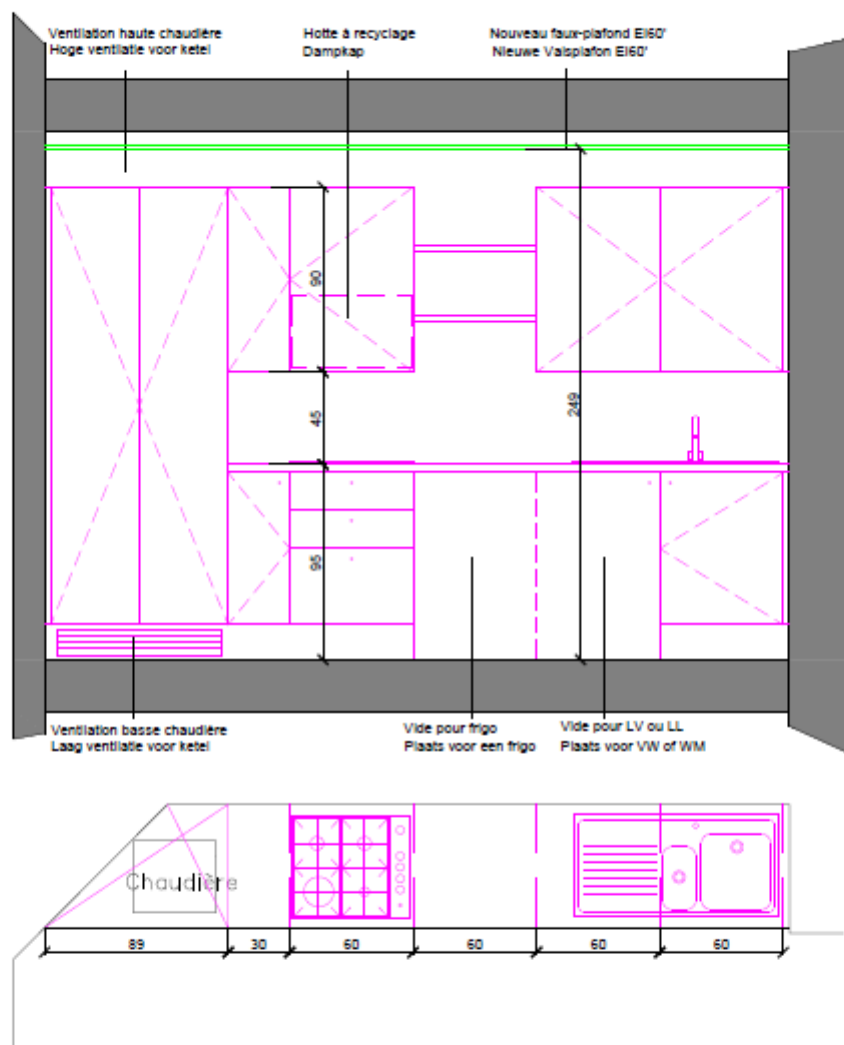 Ventilation haute chaudière
Hoge ventilatie voor ketel
Hotte à recyclage
Dampkap
Nouveau faux-plafond EI60'
Nieuwe Valsplafon EI60'
90
45
249
95
Ventilation basse chaudière
Laag ventilatie voor ketel
Vide pour frigo
Plaats voor een frigo
Vide pour LV ou LL
Plaats voor VW of WM
Chaudière
89
30
60
60
60
60